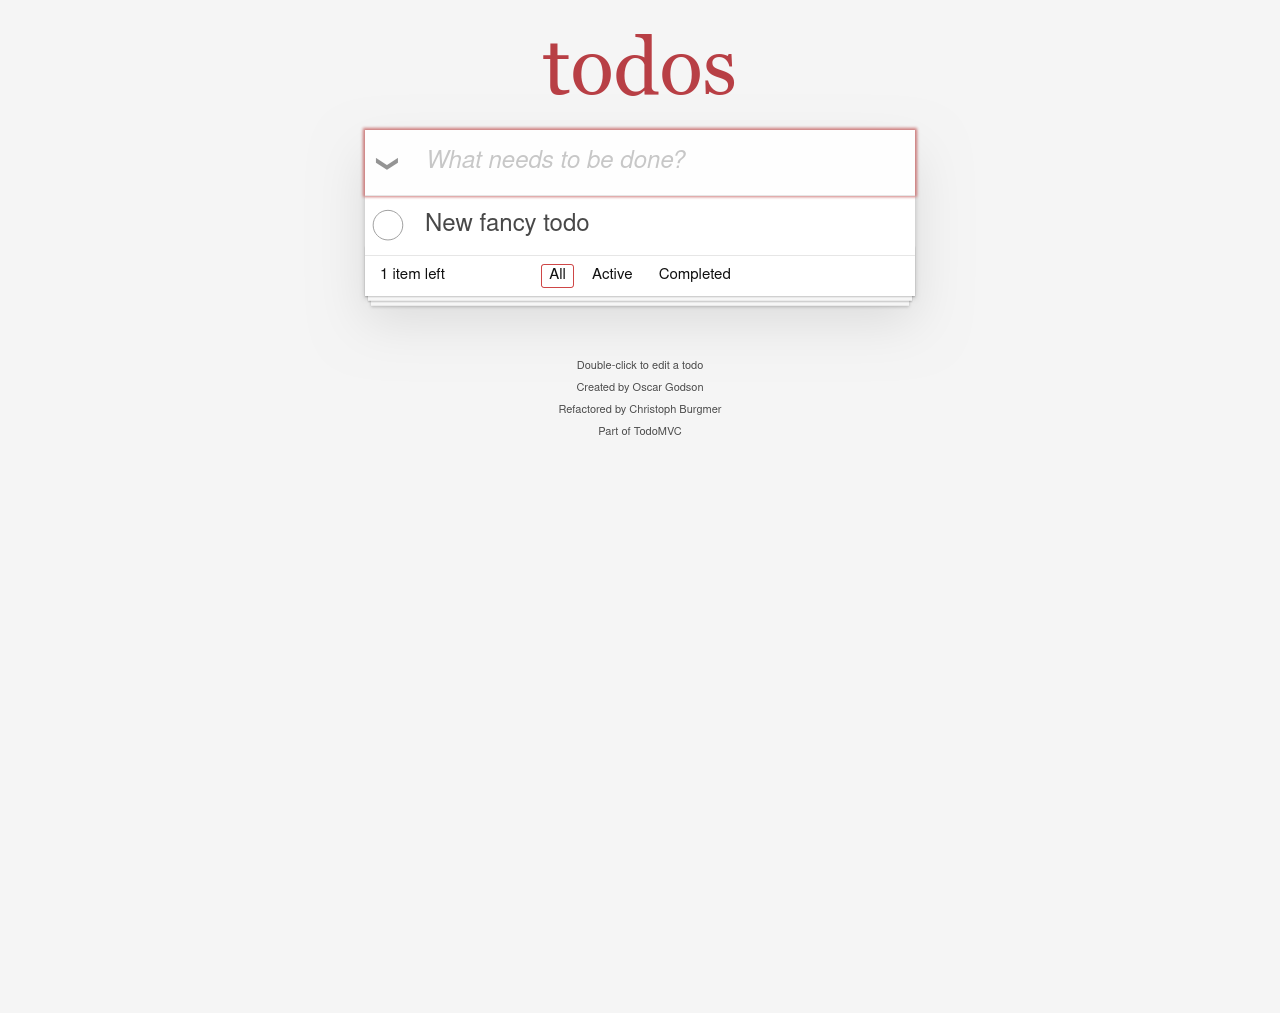 todos
What needs to be done?
New fancy todo
1 item left All Active Completed
Double-click to edit a todo
Created by Oscar Godson
Refactored by Christoph Burgmer
Part of TodoMVC